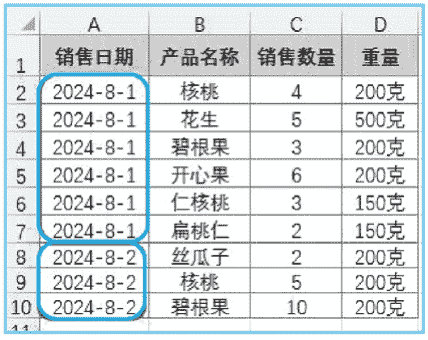 A B C D
1 销售日期 产品名称 销售数量 重量
2 2024-8-1 核桃 4 200克
3 2024-8-1 花生 5 500克
4 2024-8-1 碧根果 3 200克
5 2024-8-1 开心果 6 200克
6 2024-8-1 仁核桃 3 150克
7 2024-8-1 扁桃仁 2 150克
8 2024-8-2 丝瓜子 2 200克
9 2024-8-2 核桃 5 200克
10 2024-8-2 碧根果 10 200克